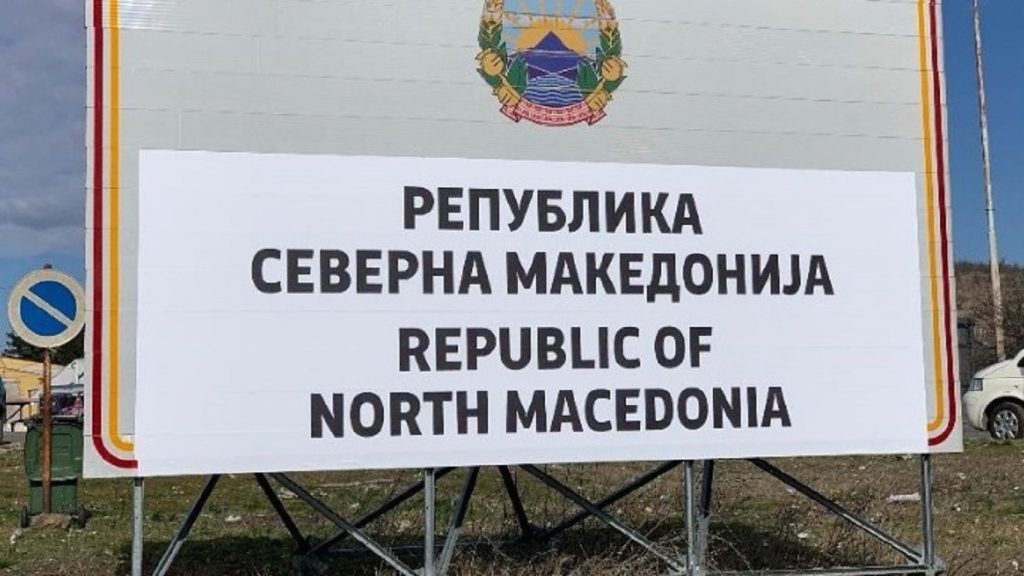 РЕПУБЛИКА
СЕВЕРНА МАКЕДОНИЈА
REPUBLIC OF
NORTH MACEDONIA